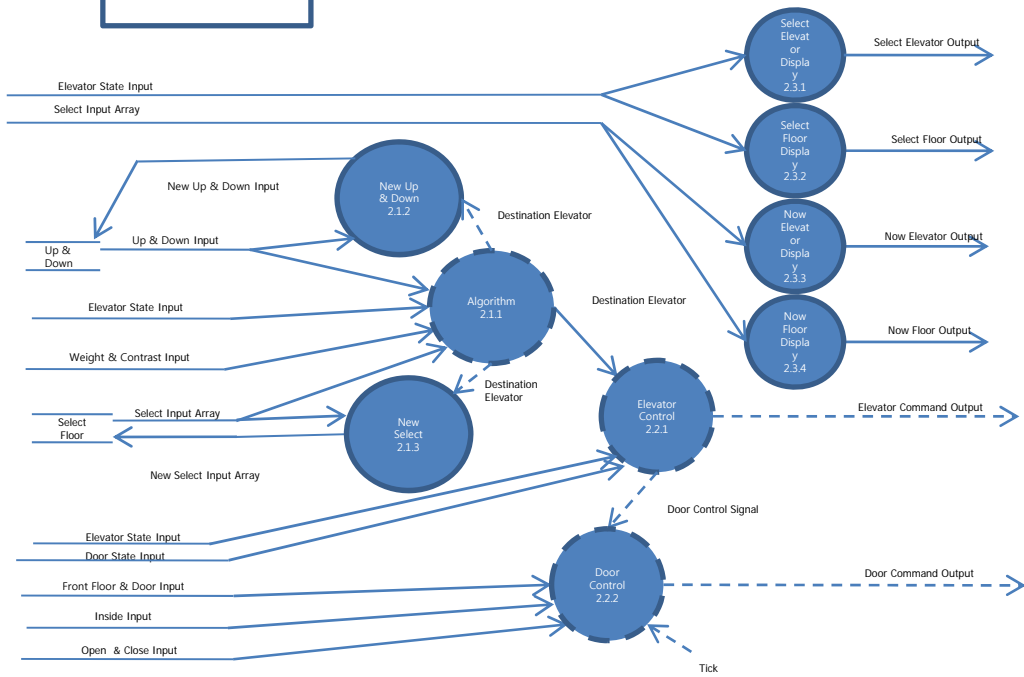 Select
Elevat
or
Displa
y
2.3.1
Select Elevator Output
Elevator State Input
Select Input Array
Select
Floor
Displa
y
2.3.2
Select Floor Output
New Up & Down Input
New Up
& Down
2.1.2
Destination Elevator
Now
Elevat
or
Displa
y
2.3.3
Now Elevator Output
Up &
Down
Up & Down Input
Elevator State Input
Algorithm
2.1.1
Destination Elevator
Now
Floor
Displa
y
2.3.4
Now Floor Output
Weight & Contrast Input
Destination
Elevator
Select
Floor
Select Input Array
New
Select
2.1.3
Elevator
Control
2.2.1
Elevator Command Output
New Select Input Array
Door Control Signal
Elevator State Input
Door State Input
Front Floor & Door Input
Inside Input
Open & Close Input
Door
Control
2.2.2
Door Command Output
Tick